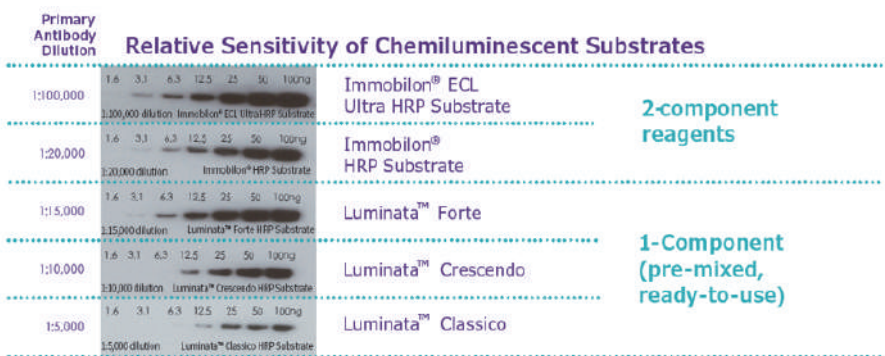 Primary
Antibody
Dilution
Relative Sensitivity of Chemiluminescent Substrates
1:100,000
1.6 3.1 6.3 12.5 25 50 100ng
1:100,000 dilution Immobilon® ECL UltraHRP Substrate
Immobilon® ECL
Ultra HRP Substrate
2-component
reagents
1:20,000
1.6 3.1 6.3 12.5 25 50 100ng
1:20,000 dilution Immobilon® HRP Substrate
Immobilon®
HRP Substrate
1:15,000
1.6 3.1 6.3 12.5 25 50 100ng
1:15,000 dilution Luminata™ Forte HRP Substrate
Luminata™ Forte
1-Component
(pre-mixed,
ready-to-use)
1:10,000
1.6 3.1 6.3 12.5 25 50 100ng
1:10,000 dilution Luminata™ Crescendo HRP Substrate
Luminata™ Crescendo
1:5,000
1.6 3.1 6.3 12.5 25 50 100ng
1:5,000 dilution Luminata™ Classico HRP Substrate
Luminata™ Classico